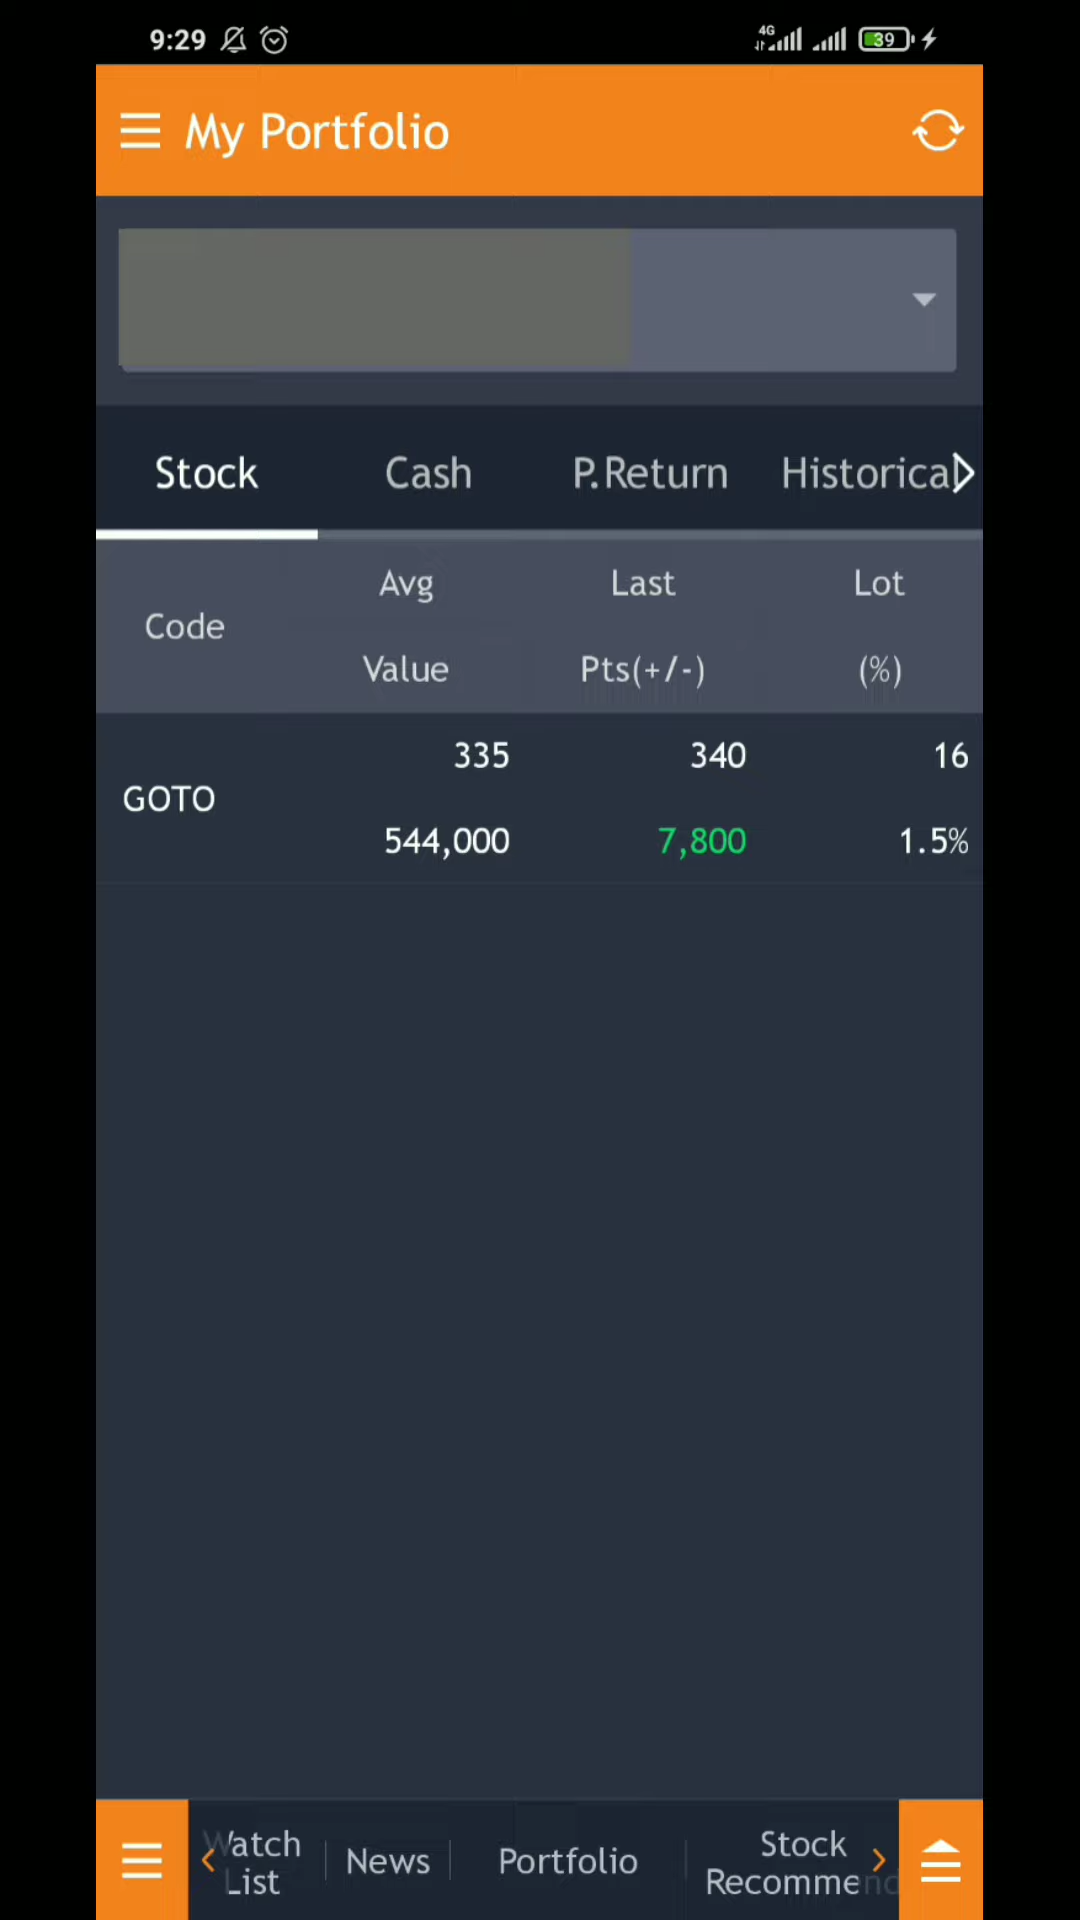 9:29 4G 39
My Portfolio
Stock Cash P.Return Historical
Code Avg Last Lot
Value Pts(+/-) (%)
GOTO 335 340 16
544,000 7,800 1.5%
Watch List News Portfolio Stock Recommend